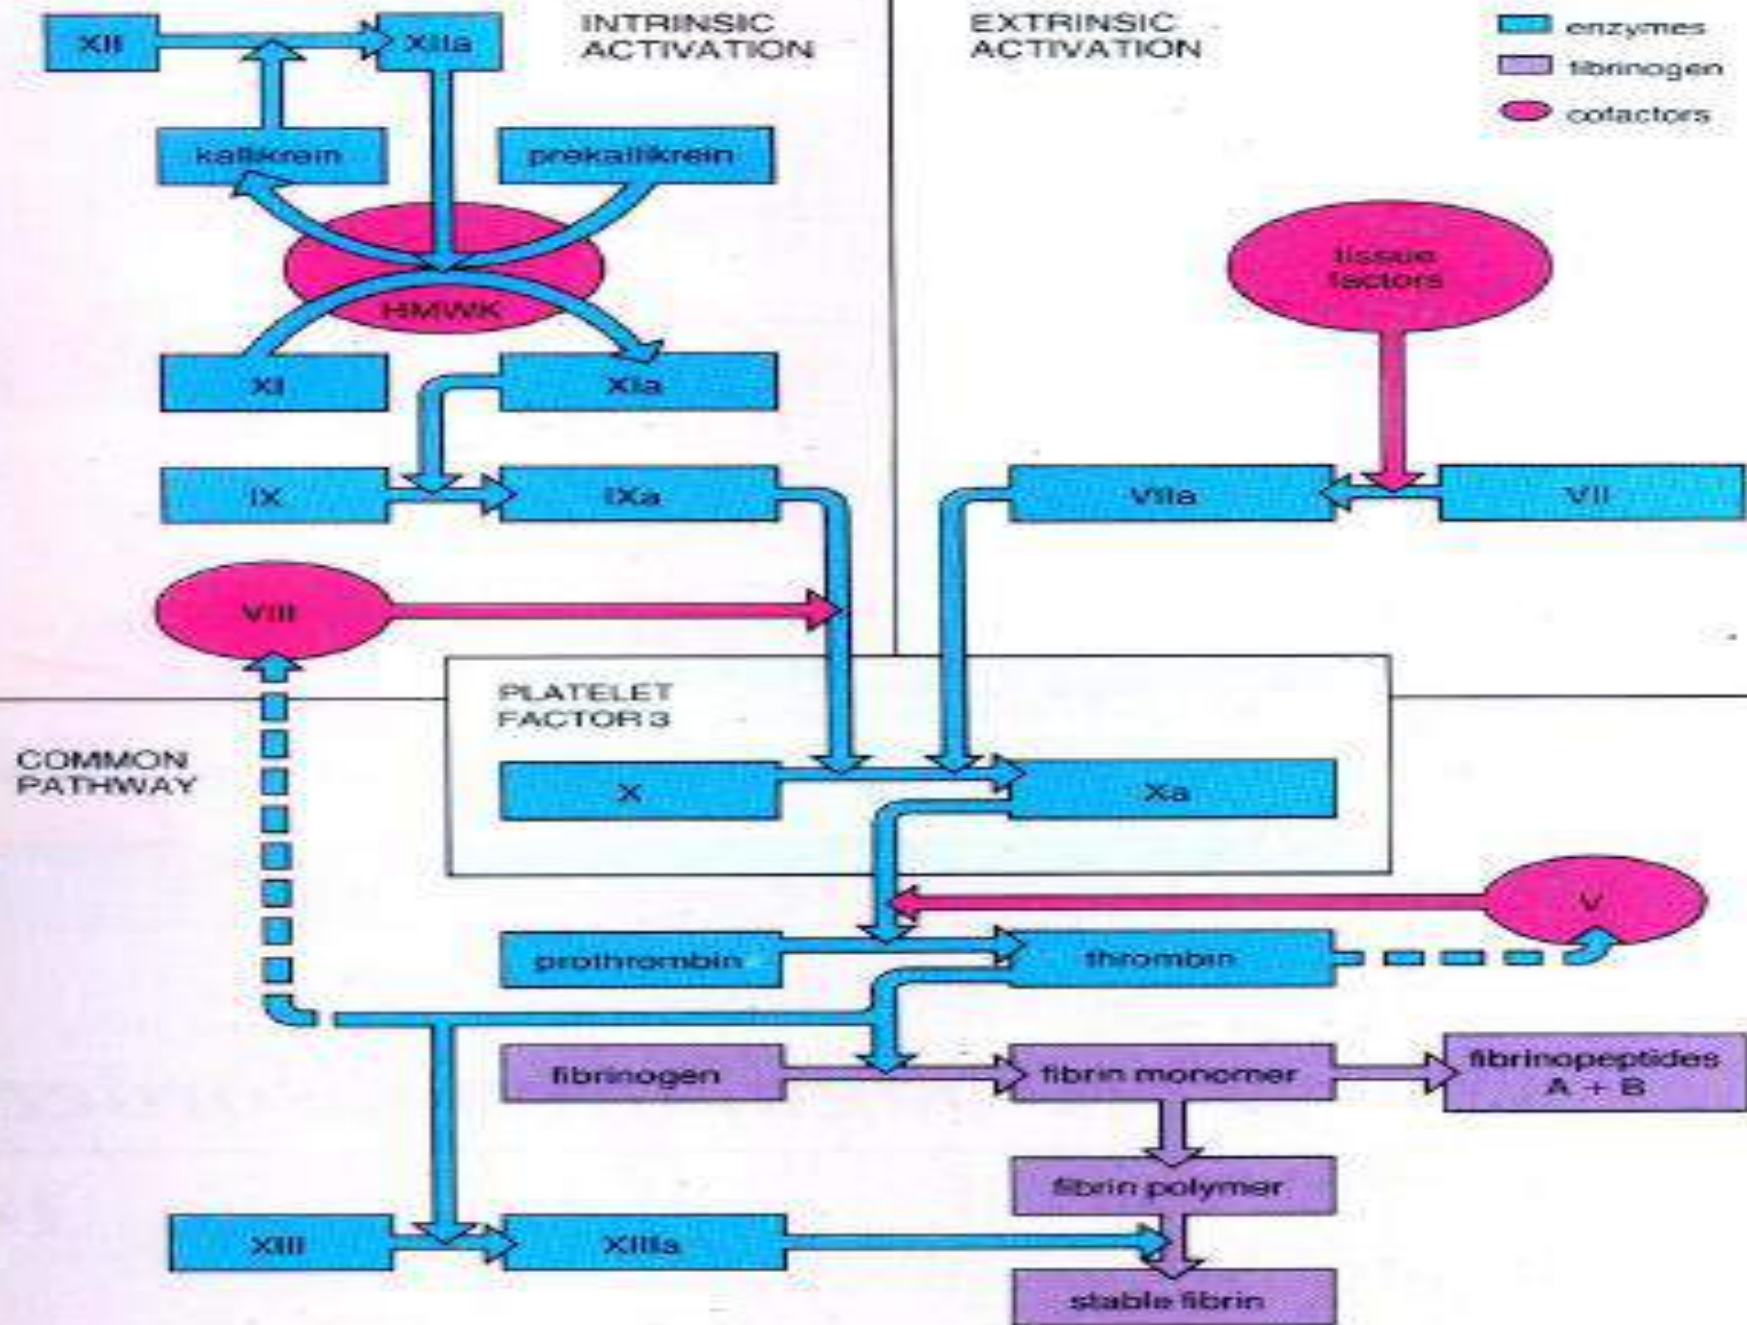 XII
XIIa
INTRINSIC
ACTIVATION
EXTRINSIC
ACTIVATION
enzymes
fibrinogen
cofactors
kallikrein
prekallikrein
HMWK
tissue
factors
XI
XIa
IX
IXa
VIIa
VII
VIII
PLATELET
FACTOR 3
COMMON
PATHWAY
X
Xa
V
prothrombin
thrombin
fibrinogen
fibrin monomer
fibrinopeptides
A + B
fibrin polymer
XIII
XIIIa
stable fibrin